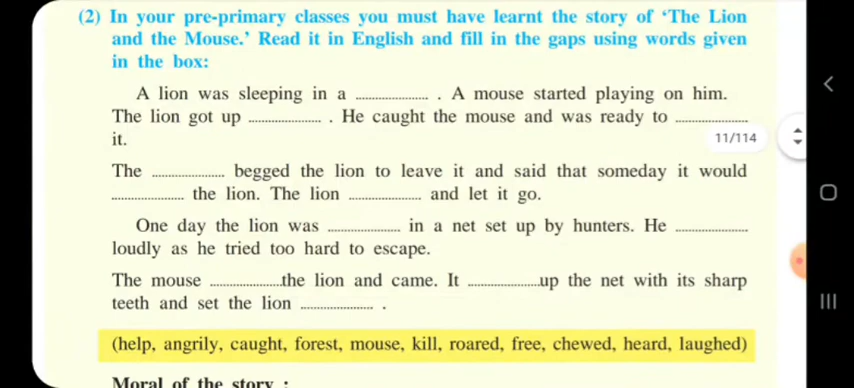 (2) In your pre-primary classes you must have learnt the story of ‘The Lion
and the Mouse.’ Read it in English and fill in the gaps using words given
in the box:
A lion was sleeping in a ..................... . A mouse started playing on him.
The lion got up ..................... . He caught the mouse and was ready to .....................
it.
11/114
The ..................... begged the lion to leave it and said that someday it would
..................... the lion. The lion ..................... and let it go.
One day the lion was ..................... in a net set up by hunters. He .....................
loudly as he tried too hard to escape.
The mouse .....................the lion and came. It .....................up the net with its sharp
teeth and set the lion ..................... .
(help, angrily, caught, forest, mouse, kill, roared, free, chewed, heard, laughed)
Moral of the story :